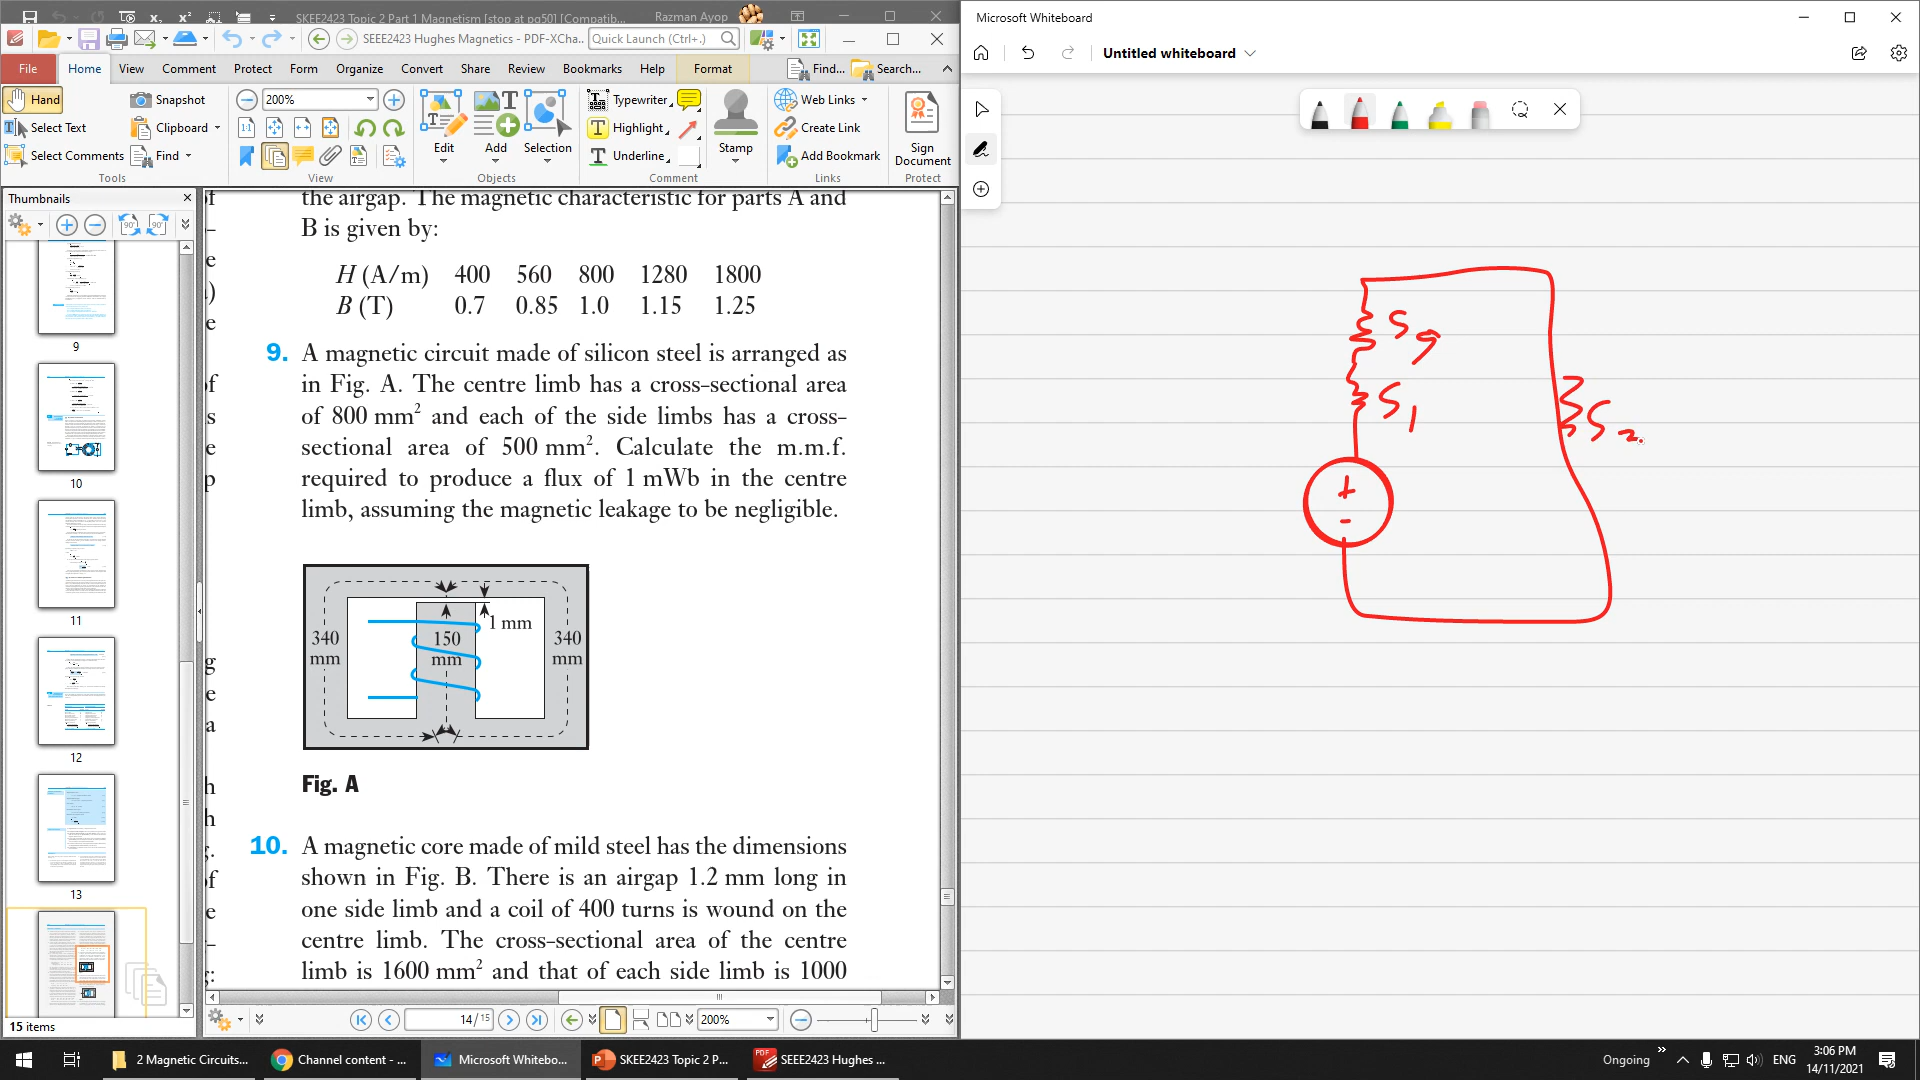 SKEE2423 Topic 2 Part 1 Magnetism [stop at pg50] [Compatib...
Razman Ayop
SEEE2423 Hughes Magnetics - PDF-XCha...
Quick Launch (Ctrl+.)
File Home View Comment Protect Form Organize Convert Share Review Bookmarks Help Format Find... Search...
Hand
Select Text
Select Comments
Tools
Snapshot
Clipboard
Find
200%
View
Edit
Add
Selection
Objects
Typewriter
Highlight
Underline
Stamp
Comment
Web Links
Create Link
Add Bookmark
Links
Sign
Document
Protect
Thumbnails
9
10
11
12
13
15 items
the airgap. The magnetic characteristic for parts A and
B is given by:
H (A/m) 400 560 800 1280 1800
B (T) 0.7 0.85 1.0 1.15 1.25
9. A magnetic circuit made of silicon steel is arranged as
in Fig. A. The centre limb has a cross-sectional area
of 800 mm² and each of the side limbs has a cross-
sectional area of 500 mm². Calculate the m.m.f.
required to produce a flux of 1 mWb in the centre
limb, assuming the magnetic leakage to be negligible.
1 mm
340
mm
150
mm
340
mm
Fig. A
10. A magnetic core made of mild steel has the dimensions
shown in Fig. B. There is an airgap 1.2 mm long in
one side limb and a coil of 400 turns is wound on the
centre limb. The cross-sectional area of the centre
limb is 1600 mm² and that of each side limb is 1000
14 / 15
200%
Microsoft Whiteboard
Untitled whiteboard
S g
S 1
S 2
+
-
2 Magnetic Circuits...
Channel content - ...
Microsoft Whitebo...
SKEE2423 Topic 2 P...
SEEE2423 Hughes ...
Ongoing
ENG
3:06 PM
14/11/2021